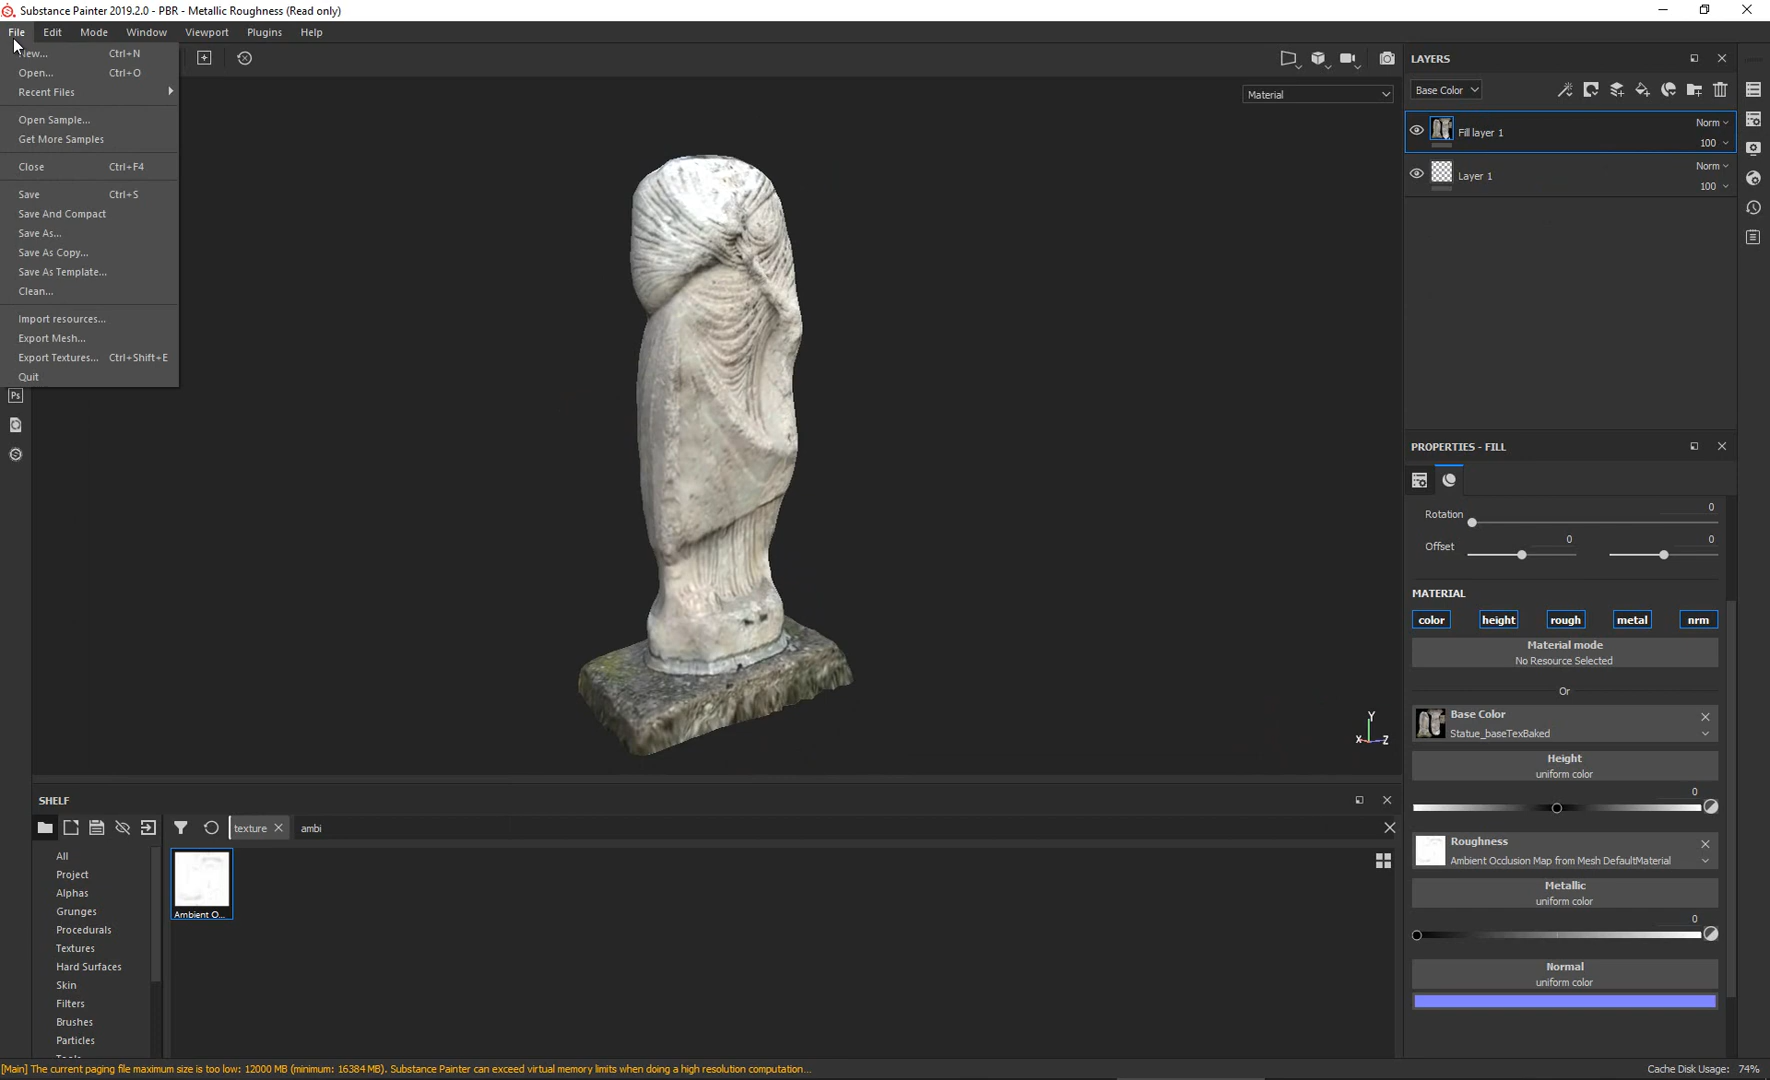 Substance Painter 2019.2.0 - PBR - Metallic Roughness (Read only)
File Edit Mode Window Viewport Plugins Help
New... Ctrl+N
Open... Ctrl+O
Recent Files
Open Sample...
Get More Samples
Close Ctrl+F4
Save Ctrl+S
Save And Compact
Save As...
Save As Copy...
Save As Template...
Clean...
Import resources...
Export Mesh...
Export Textures... Ctrl+Shift+E
Quit
Ps
Material
Y
X Z
LAYERS
Base Color
Fill layer 1 Norm
100
Layer 1 Norm
100
PROPERTIES - FILL
Rotation 0
Offset 0 0
MATERIAL
color height rough metal nrm
Material mode
No Resource Selected
Or
Base Color
Statue_baseTexBaked
Height
uniform color
0
Roughness
Ambient Occlusion Map from Mesh DefaultMaterial
Metallic
uniform color
0
Normal
uniform color
SHELF
texture ambi
All
Project
Alphas
Grunges
Procedurals
Textures
Hard Surfaces
Skin
Filters
Brushes
Particles
Ambient O...
[Main] The current paging file maximum size is too low: 12000 MB (minimum: 16384 MB). Substance Painter can exceed virtual memory limits when doing a high resolution computation...
Cache Disk Usage: 74%